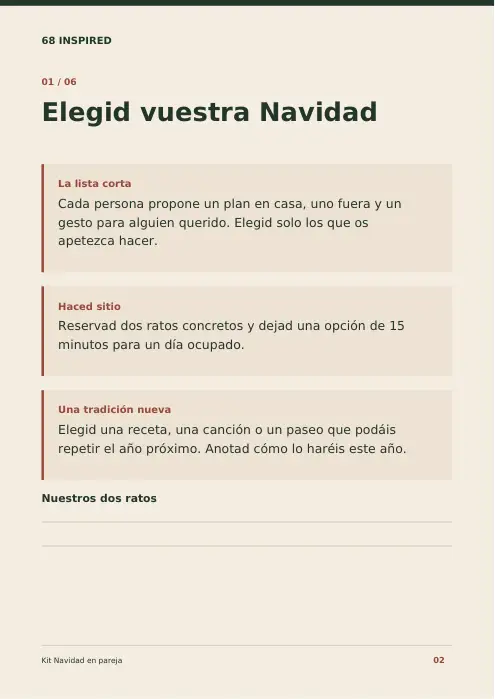 68 INSPIRED
01 / 06
Elegid vuestra Navidad
La lista corta
Cada persona propone un plan en casa, uno fuera y un
gesto para alguien querido. Elegid solo los que os
apetezca hacer.
Haced sitio
Reservad dos ratos concretos y dejad una opción de 15
minutos para un día ocupado.
Una tradición nueva
Elegid una receta, una canción o un paseo que podáis
repetir el año próximo. Anotad cómo lo haréis este año.
Nuestros dos ratos
Kit Navidad en pareja
02